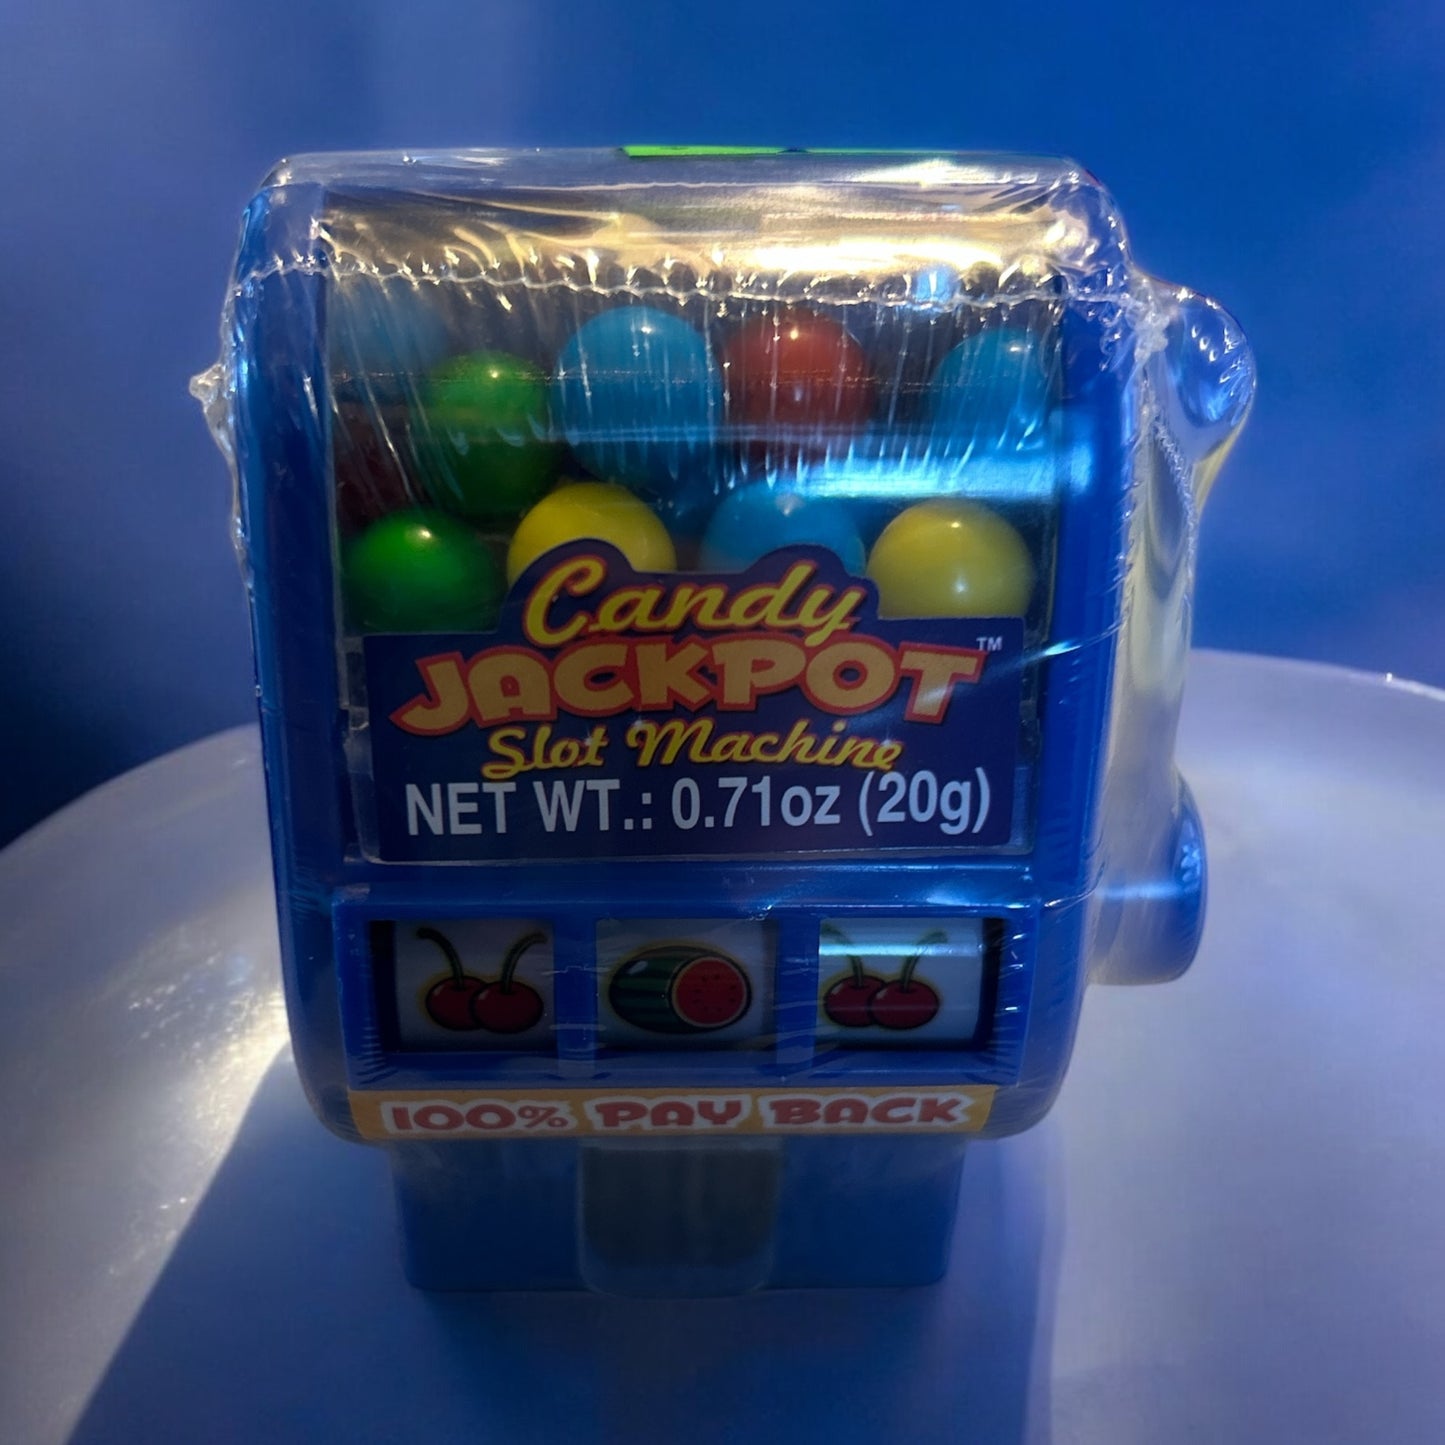 Candy
JACKPOT™
Slot Machine
NET WT.: 0.71oz (20g)
100% PAY BACK